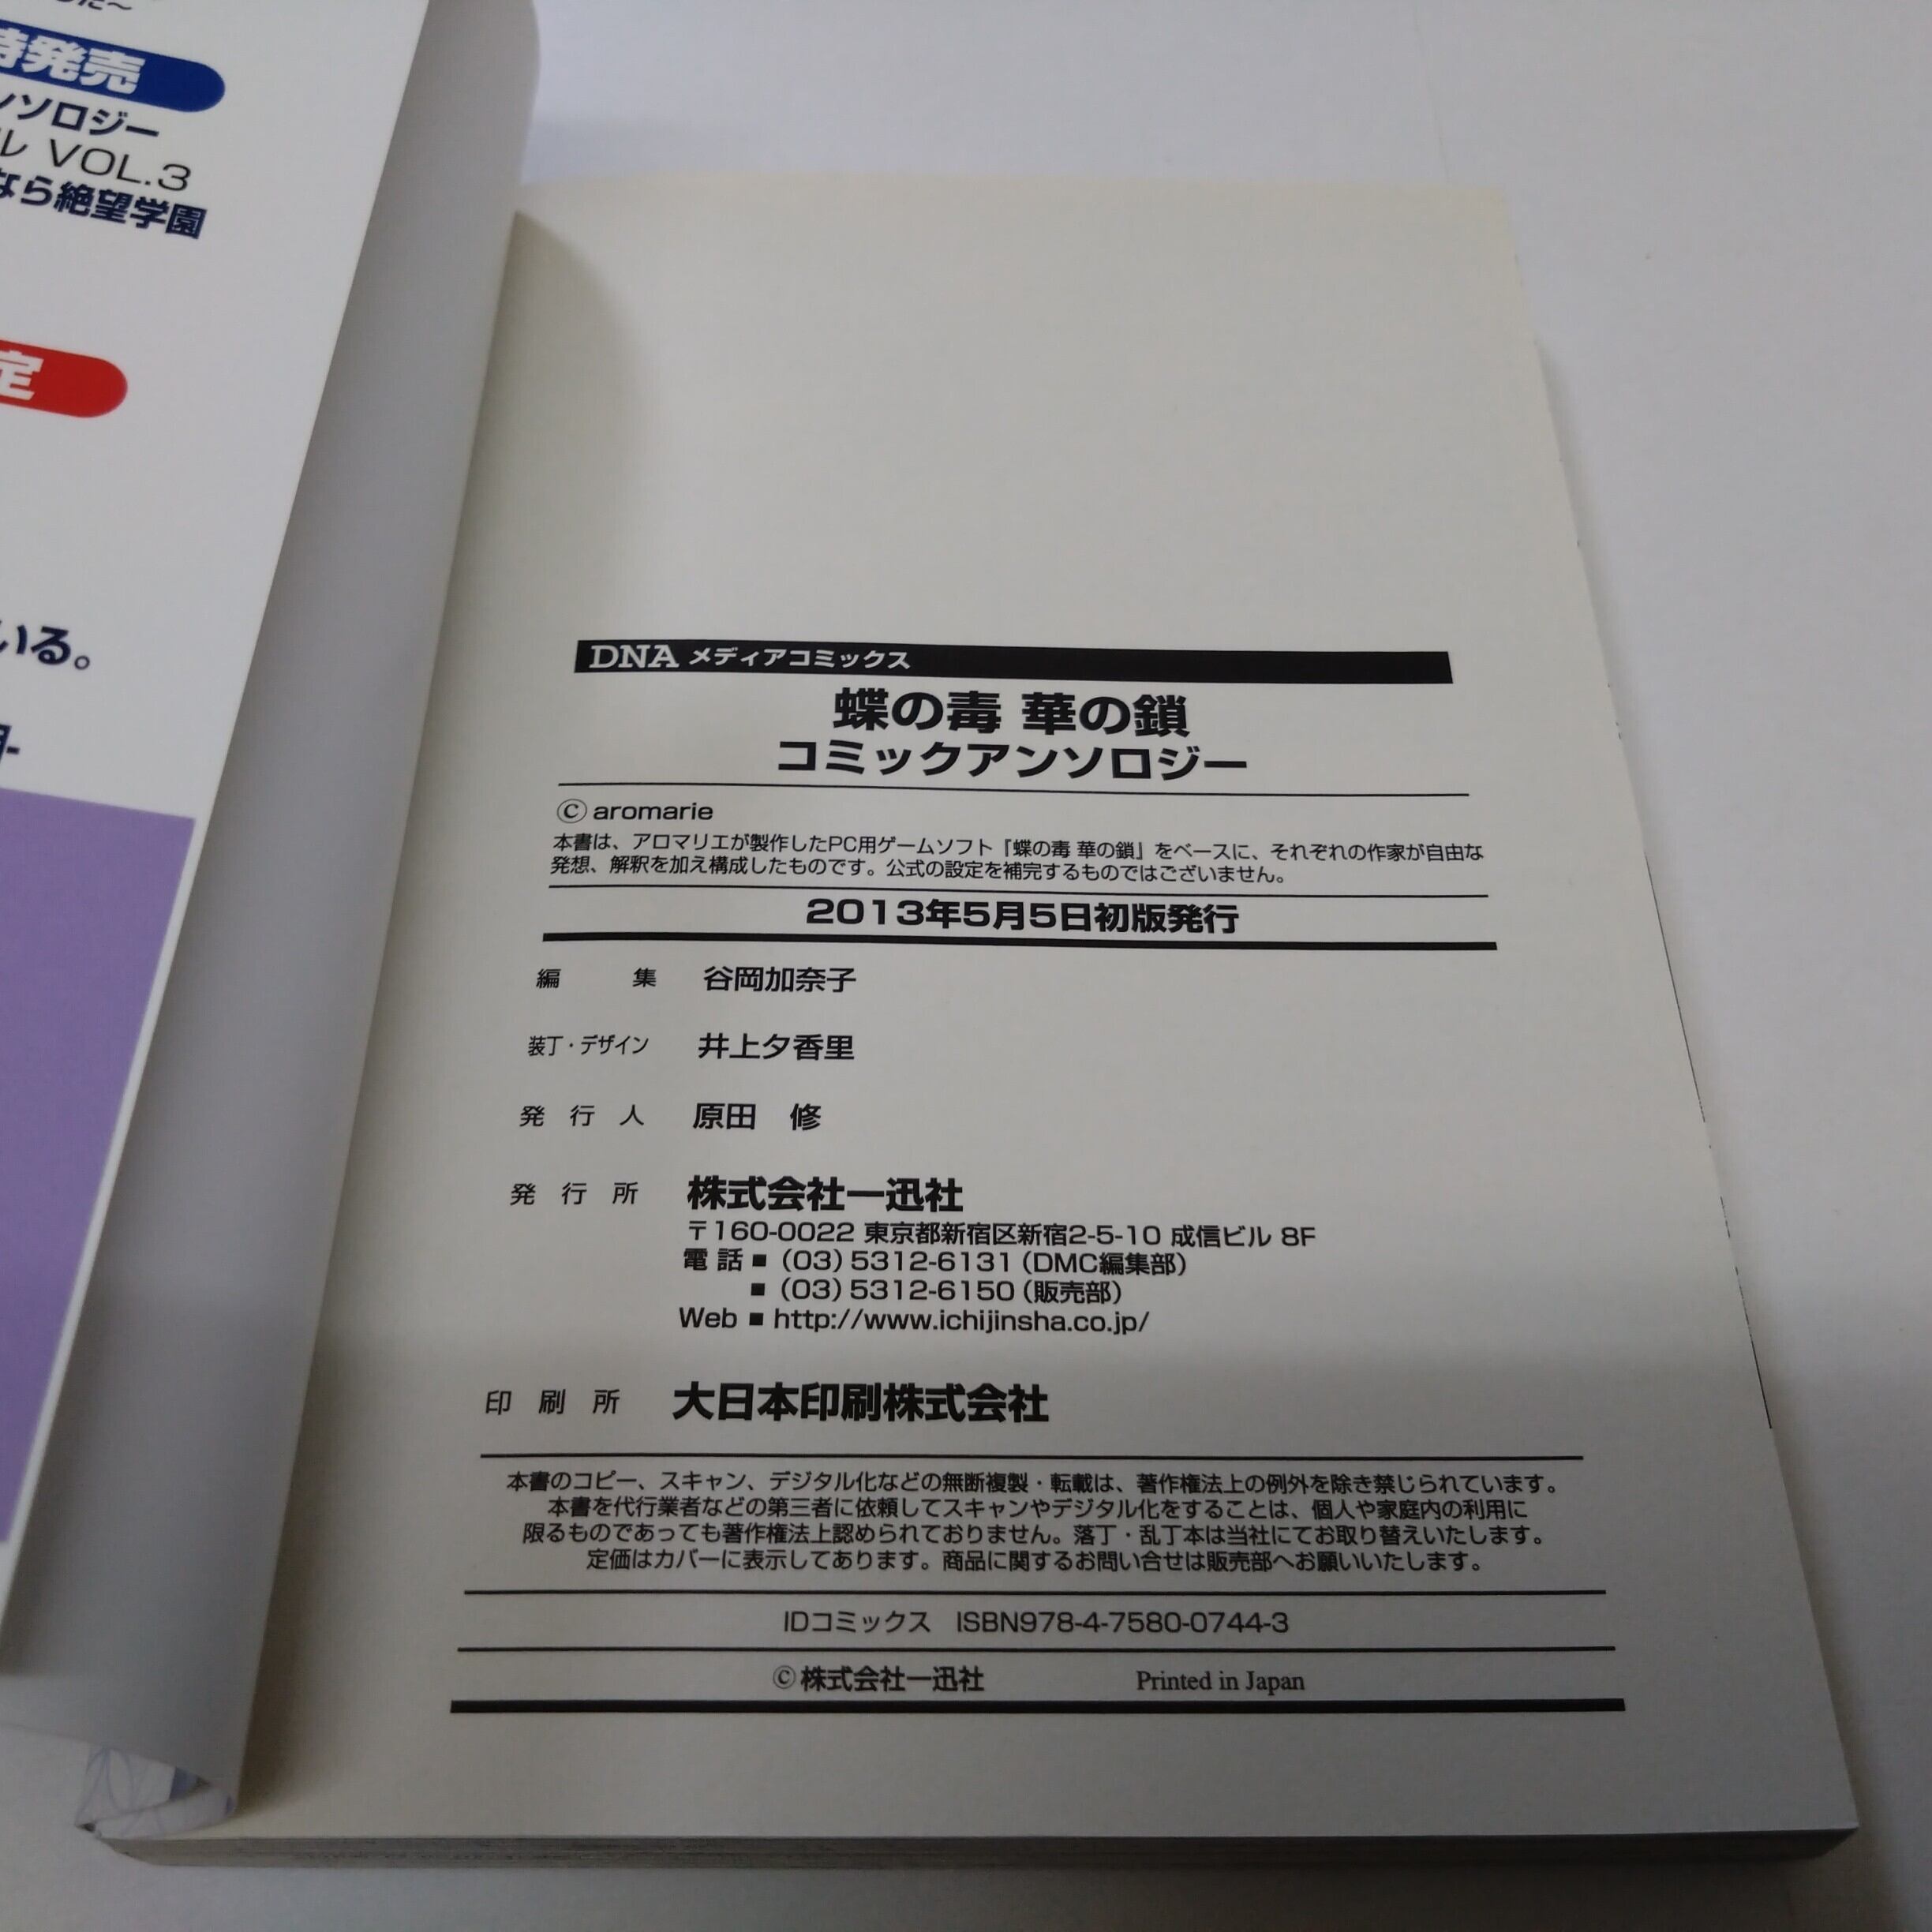 発売
ンソロジー
ル VOL.3
なら絶望学園
定
いる。
DNA メディアコミックス
蝶の毒 華の鎖
コミックアンソロジー
Ⓒ aromarie
本書は、アロマリエが製作したPC用ゲームソフト『蝶の毒 華の鎖』をベースに、それぞれの作家が自由な
発想、解釈を加え構成したものです。公式の設定を補完するものではございません。
2013年5月5日初版発行
編 集 谷岡加奈子
装丁・デザイン 井上夕香里
発 行 人 原田 修
発 行 所 株式会社一迅社
〒160-0022 東京都新宿区新宿2-5-10 成信ビル 8F
電 話 ■ (03) 5312-6131 (DMC編集部)
■ (03) 5312-6150 (販売部)
Web ■ http://www.ichijinsha.co.jp/
印 刷 所 大日本印刷株式会社
本書のコピー、スキャン、デジタル化などの無断複製・転載は、著作権法上の例外を除き禁じられています。
本書を代行業者などの第三者に依頼してスキャンやデジタル化をすることは、個人や家庭内の利用に
限るものであっても著作権法上認められておりません。落丁・乱丁本は当社にてお取り替えいたします。
定価はカバーに表示してあります。商品に関するお問い合せは販売部へお願いいたします。
IDコミックス ISBN978-4-7580-0744-3
Ⓒ 株式会社一迅社 Printed in Japan